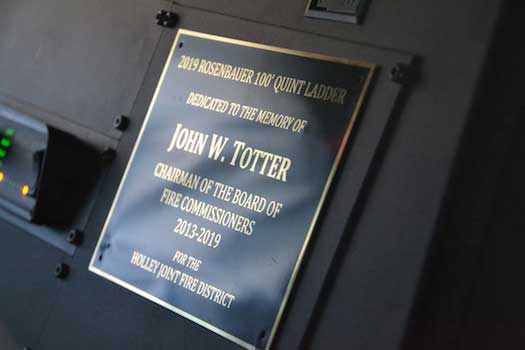 2019 ROSENBAUER 100' QUINT LADDER
DEDICATED TO THE MEMORY OF
JOHN W. TOTTER
CHAIRMAN OF THE BOARD OF
FIRE COMMISSIONERS
2013-2019
FOR THE
HOLLEY JOINT FIRE DISTRICT